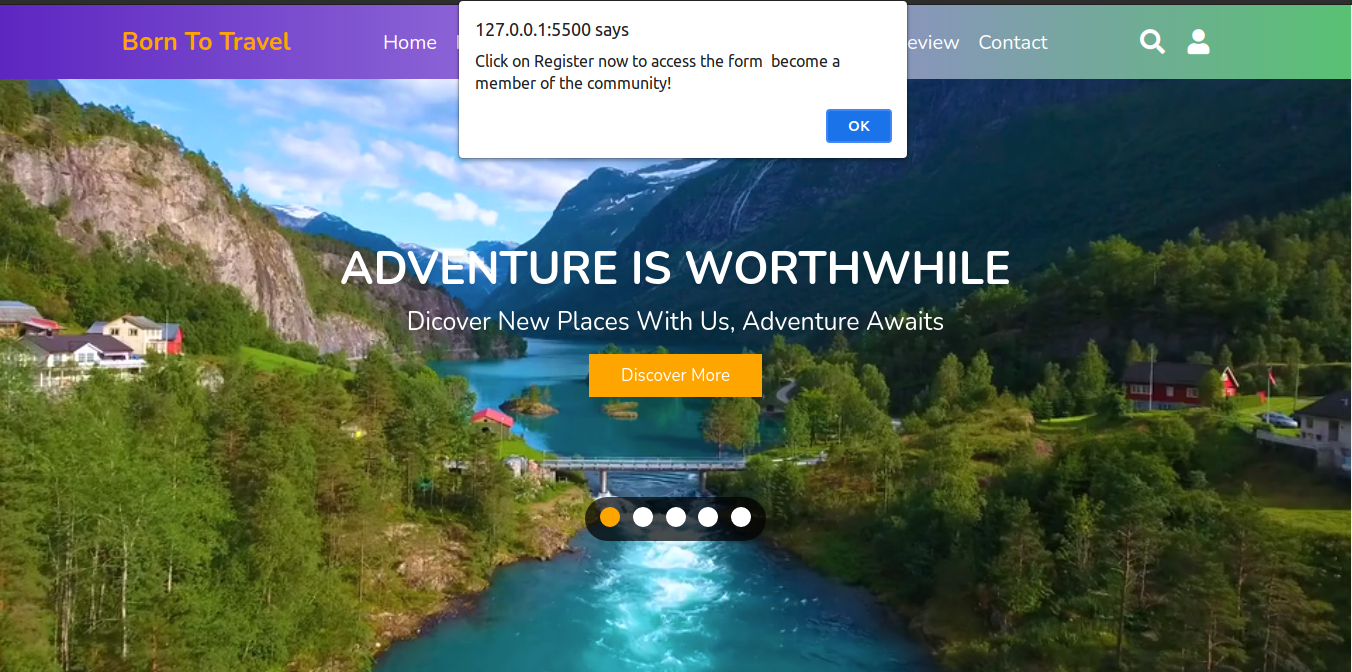 127.0.0.1:5500 says
Click on Register now to access the form  become a
member of the community!
OK
Born To Travel
Home
Contact
ADVENTURE IS WORTHWHILE
Dicover New Places With Us, Adventure Awaits
Discover More